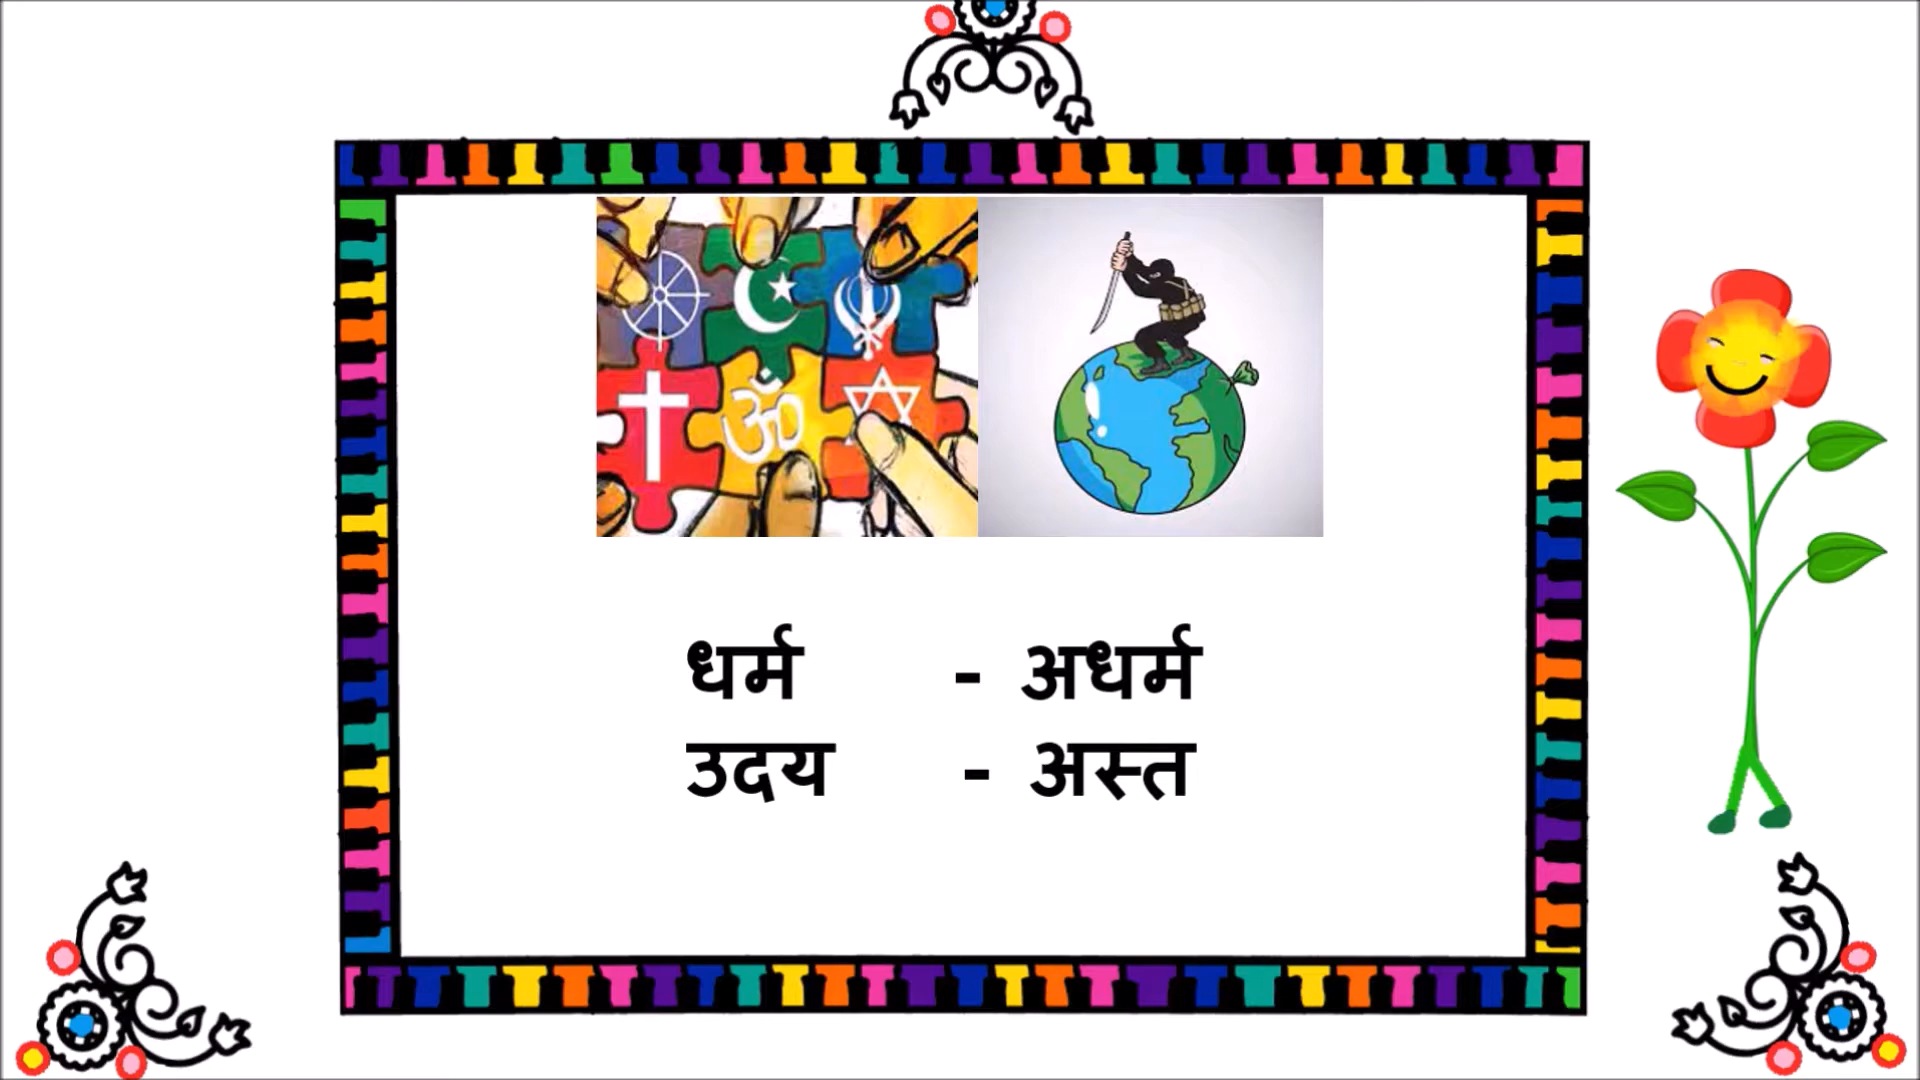 धर्म - अधर्म
उदय - अस्त